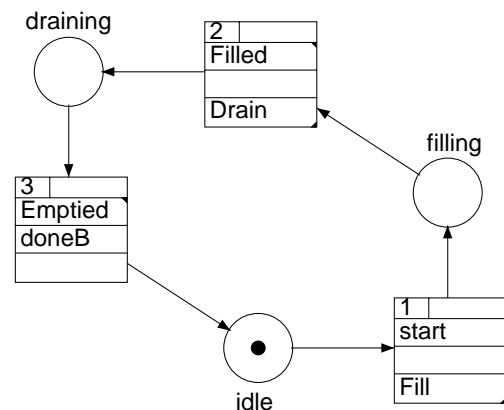 draining
2
Filled
Drain
filling
3
Emptied
doneB
1
start
Fill
idle